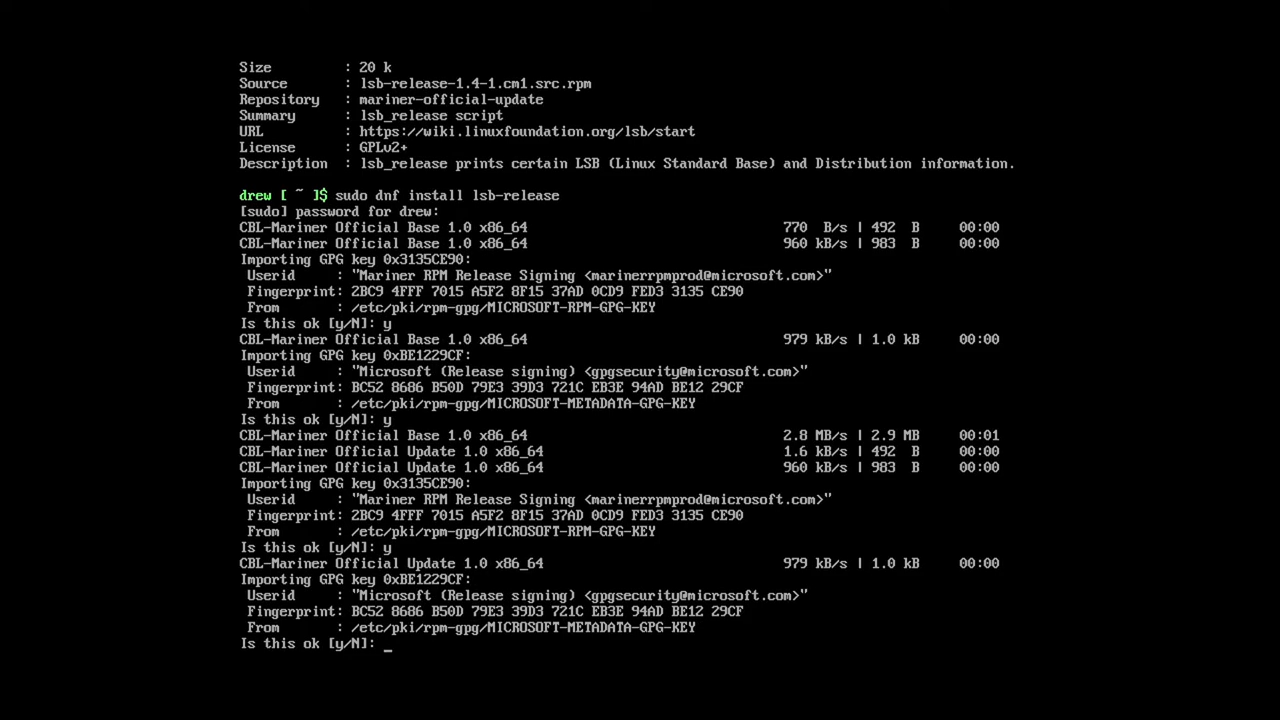 Size : 20 k
Source : lsb-release-1.4-1.cm1.src.rpm
Repository : mariner-official-update
Summary : lsb_release script
URL : https://wiki.linuxfoundation.org/lsb/start
License : GPLv2+
Description : lsb_release prints certain LSB (Linux Standard Base) and Distribution information.
drew [ ~ ]$ sudo dnf install lsb-release
[sudo] password for drew:
CBL-Mariner Official Base 1.0 x86_64 770 B/s | 492 B 00:00
CBL-Mariner Official Base 1.0 x86_64 960 kB/s | 983 B 00:00
Importing GPG key 0x3135CE90:
Userid : "Mariner RPM Release Signing <marinerrpmprod@microsoft.com>"
Fingerprint: 2BC9 4FFF 7015 A5F2 8F15 37AD 0CD9 FED3 3135 CE90
From : /etc/pki/rpm-gpg/MICROSOFT-RPM-GPG-KEY
Is this ok [y/N]: y
CBL-Mariner Official Base 1.0 x86_64 979 kB/s | 1.0 kB 00:00
Importing GPG key 0xBE1229CF:
Userid : "Microsoft (Release signing) <gpgsecurity@microsoft.com>"
Fingerprint: BC52 8686 B50D 79E3 39D3 721C EB3E 94AD BE12 29CF
From : /etc/pki/rpm-gpg/MICROSOFT-METADATA-GPG-KEY
Is this ok [y/N]: y
CBL-Mariner Official Base 1.0 x86_64 2.8 MB/s | 2.9 MB 00:01
CBL-Mariner Official Update 1.0 x86_64 1.6 kB/s | 492 B 00:00
CBL-Mariner Official Update 1.0 x86_64 960 kB/s | 983 B 00:00
Importing GPG key 0x3135CE90:
Userid : "Mariner RPM Release Signing <marinerrpmprod@microsoft.com>"
Fingerprint: 2BC9 4FFF 7015 A5F2 8F15 37AD 0CD9 FED3 3135 CE90
From : /etc/pki/rpm-gpg/MICROSOFT-RPM-GPG-KEY
Is this ok [y/N]: y
CBL-Mariner Official Update 1.0 x86_64 979 kB/s | 1.0 kB 00:00
Importing GPG key 0xBE1229CF:
Userid : "Microsoft (Release signing) <gpgsecurity@microsoft.com>"
Fingerprint: BC52 8686 B50D 79E3 39D3 721C EB3E 94AD BE12 29CF
From : /etc/pki/rpm-gpg/MICROSOFT-METADATA-GPG-KEY
Is this ok [y/N]: _